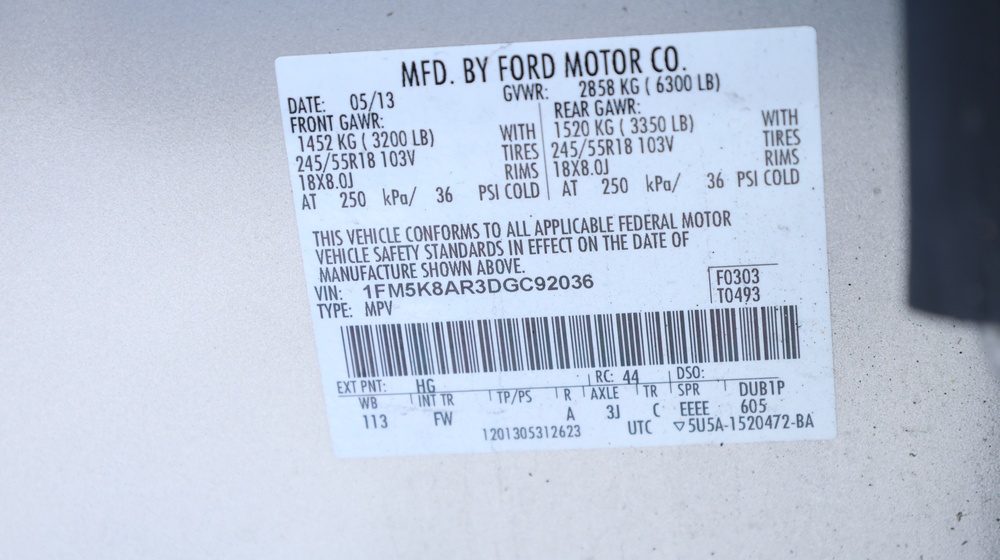 MFD. BY FORD MOTOR CO.
DATE: 05/13 GVWR: 2858 KG ( 6300 LB)
FRONT GAWR: REAR GAWR:
1452 KG ( 3200 LB) WITH 1520 KG ( 3350 LB) WITH
245/55R18 103V TIRES 245/55R18 103V TIRES
18X8.0J RIMS 18X8.0J RIMS
AT 250 kPa/ 36 PSI COLD AT 250 kPa/ 36 PSI COLD
THIS VEHICLE CONFORMS TO ALL APPLICABLE FEDERAL MOTOR
VEHICLE SAFETY STANDARDS IN EFFECT ON THE DATE OF
MANUFACTURE SHOWN ABOVE.
VIN: 1FM5K8AR3DGC92036 F0303
TYPE: MPV T0493
EXT PNT: HG RC: 44 DSO:
WB INT TR TP/PS R AXLE TR SPR DUB1P
113 FW A 3J C EEEE 605
1201305312623 UTC ▽5U5A-1520472-BA